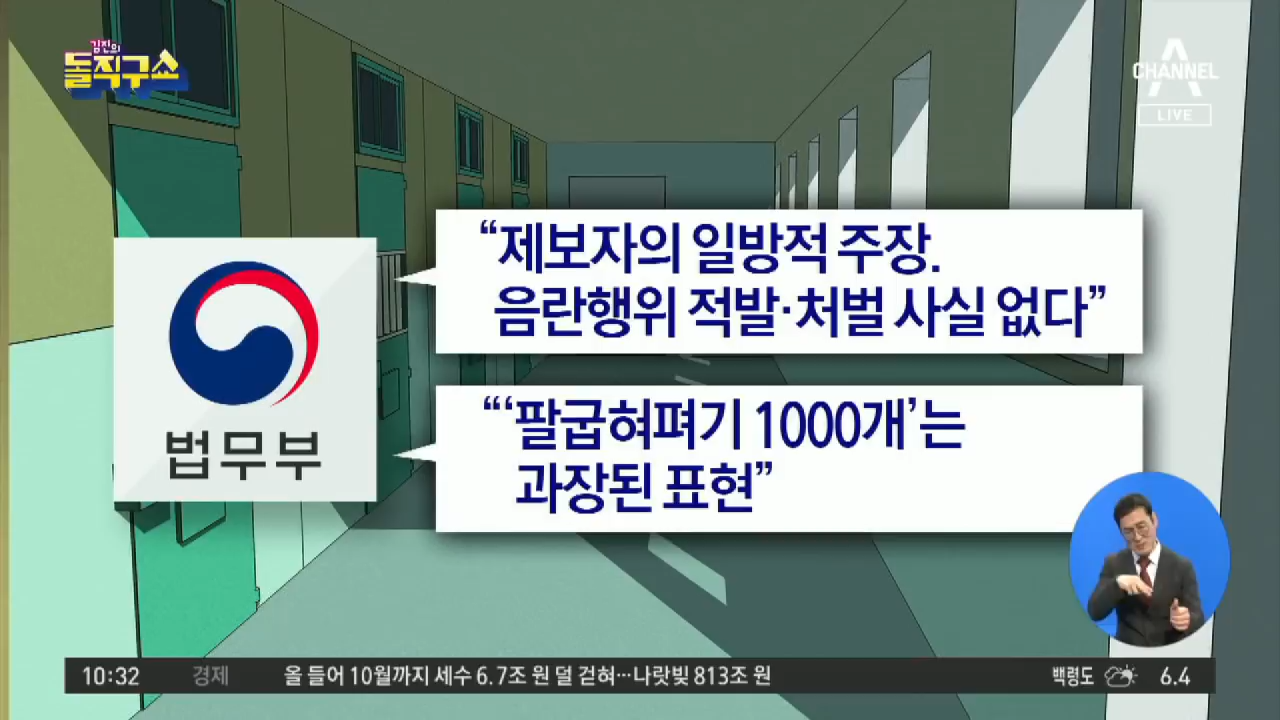 김진의
돌직구쇼
CHANNEL A
LIVE
“제보자의 일방적 주장.
음란행위 적발·처벌 사실 없다”
법무부
“‘팔굽혀펴기 1000개’는
과장된 표현”
10:32 경제 올 들어 10월까지 세수 6.7조 원 덜 걷혀…나랏빚 813조 원 백령도 6.4